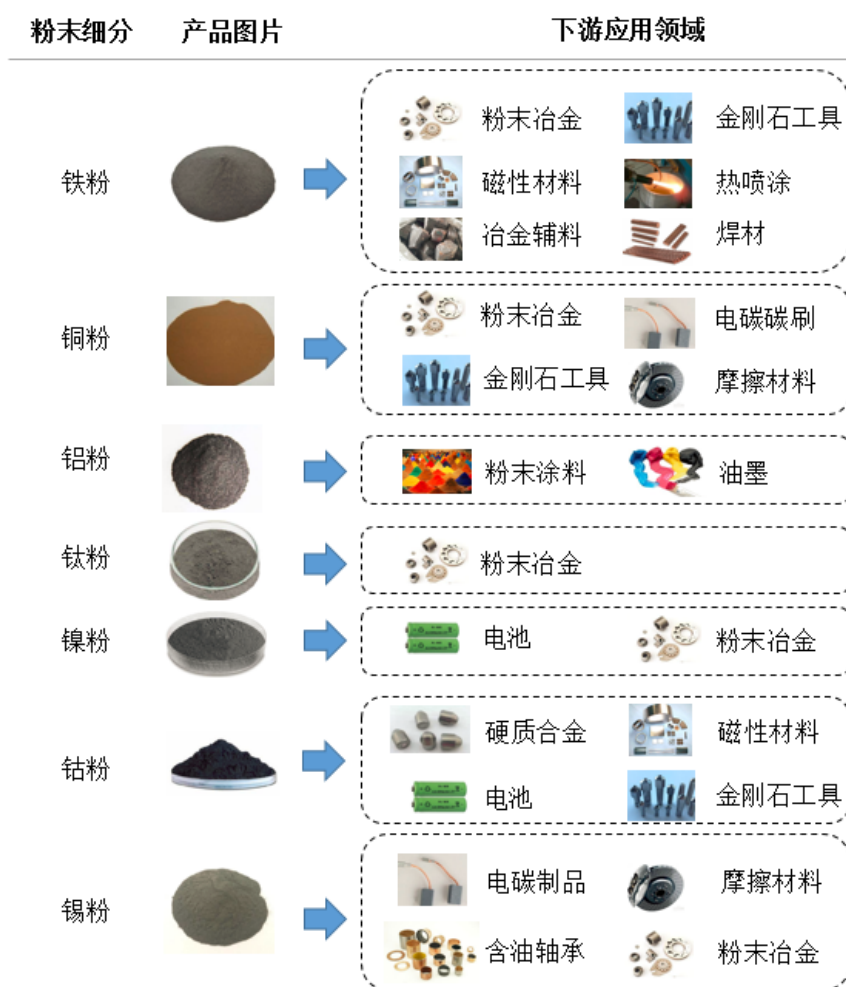 粉末细分 产品图片 下游应用领域
铁粉
粉末冶金 金刚石工具
磁性材料 热喷涂
冶金辅料 焊材
铜粉
粉末冶金 电碳碳刷
金刚石工具 摩擦材料
铝粉
粉末涂料 油墨
钛粉
粉末冶金
镍粉
电池 粉末冶金
钴粉
硬质合金 磁性材料
电池 金刚石工具
锡粉
电碳制品 摩擦材料
含油轴承 粉末冶金